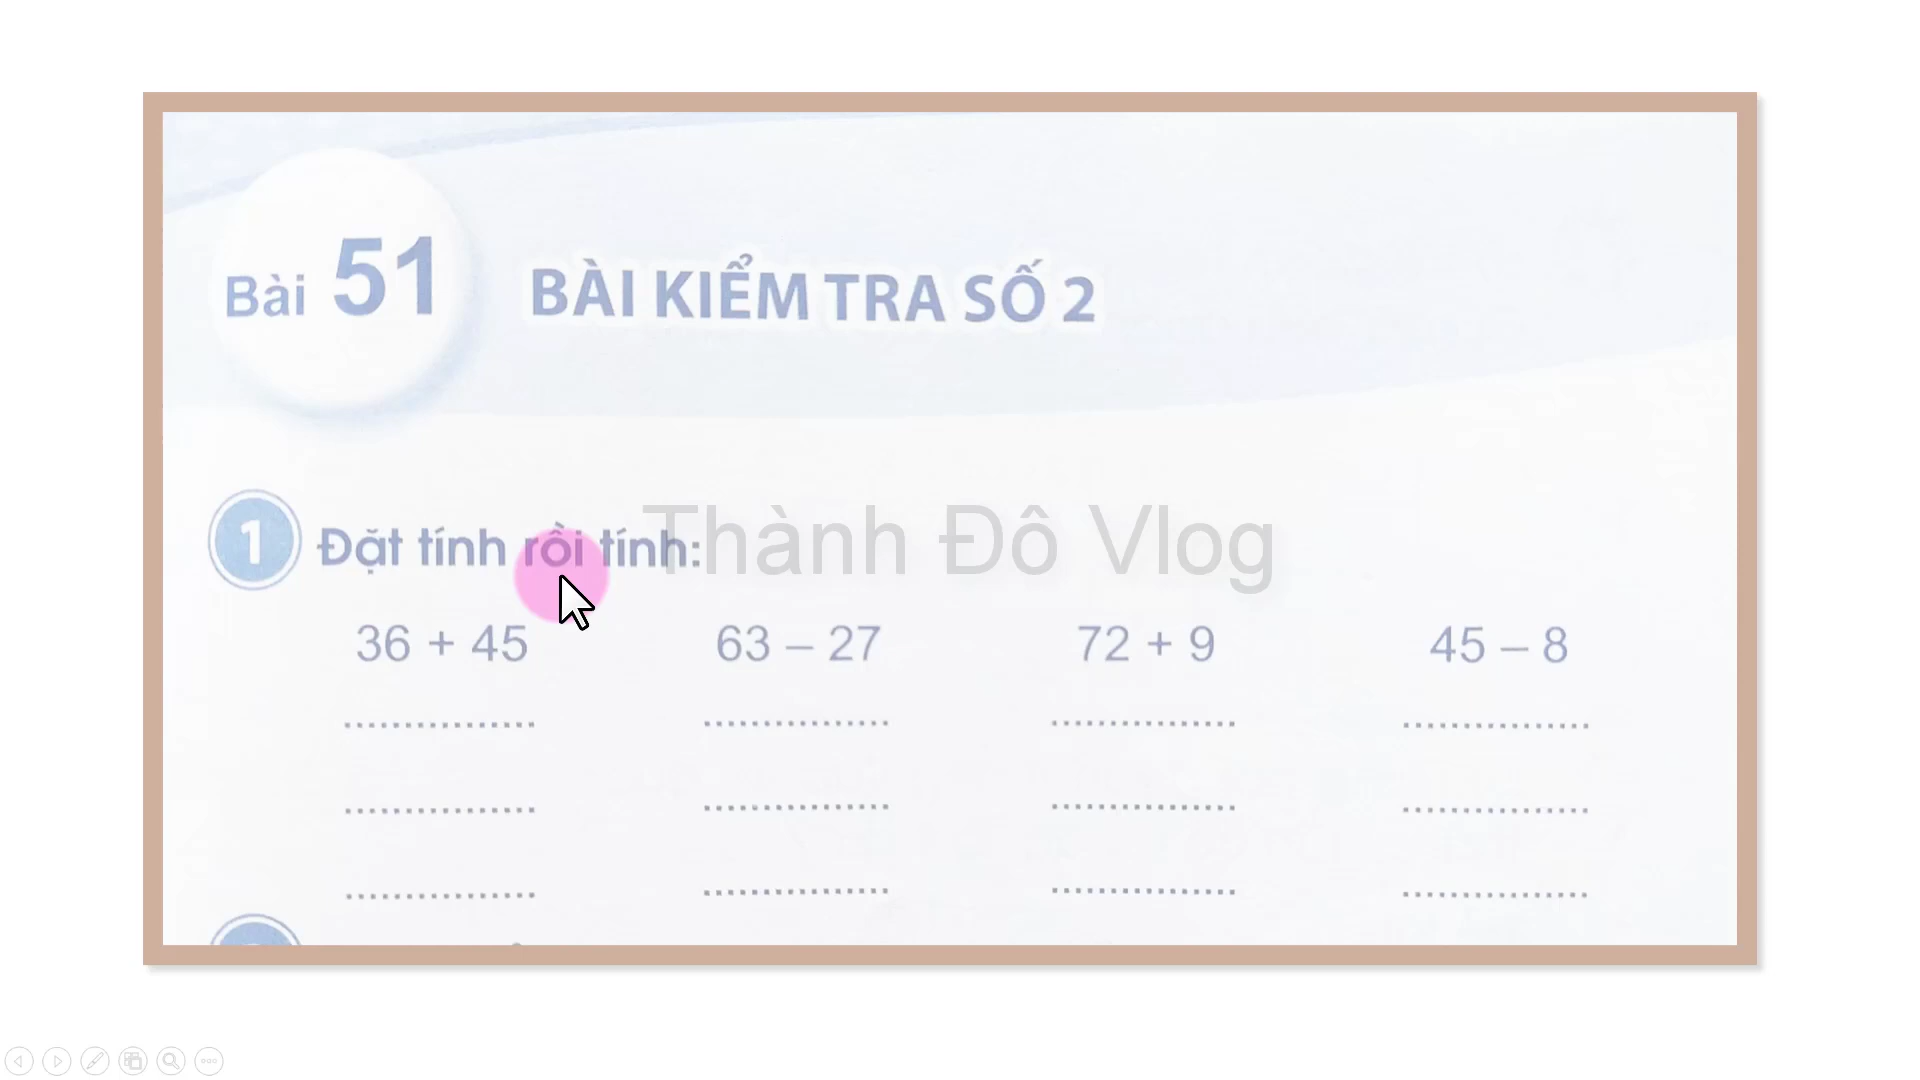 Bài 51
BÀI KIỂM TRA SỐ 2
1 Đặt tính rồi tính:
Thành Đô Vlog
36 + 45 63 – 27 72 + 9 45 – 8